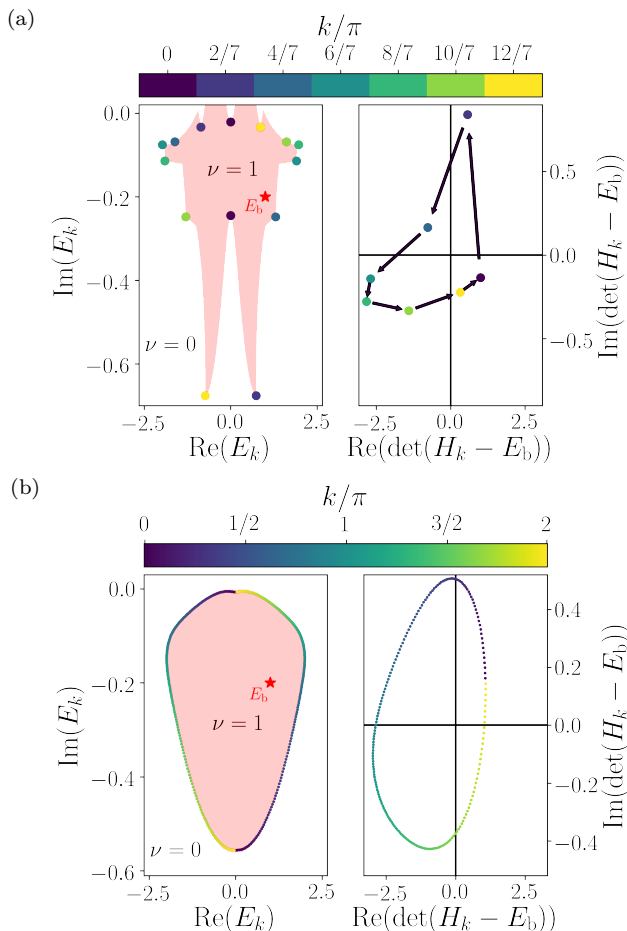 (a)
k/π
0 2/7 4/7 6/7 8/7 10/7 12/7
0.0
−0.2
−0.4
−0.6
Im(E_k)
ν = 1
E_b
ν = 0
−2.5 0.0 2.5
Re(E_k)
0.5
0.0
−0.5
Im(det(H_k − E_b))
−2.5 0.0 2.5
Re(det(H_k − E_b))
(b)
k/π
0 1/2 1 3/2 2
0.0
−0.2
−0.4
−0.6
Im(E_k)
E_b
ν = 1
ν = 0
−2.5 0.0 2.5
Re(E_k)
0.4
0.2
0.0
−0.2
−0.4
Im(det(H_k − E_b))
−2.5 0.0 2.5
Re(det(H_k − E_b))